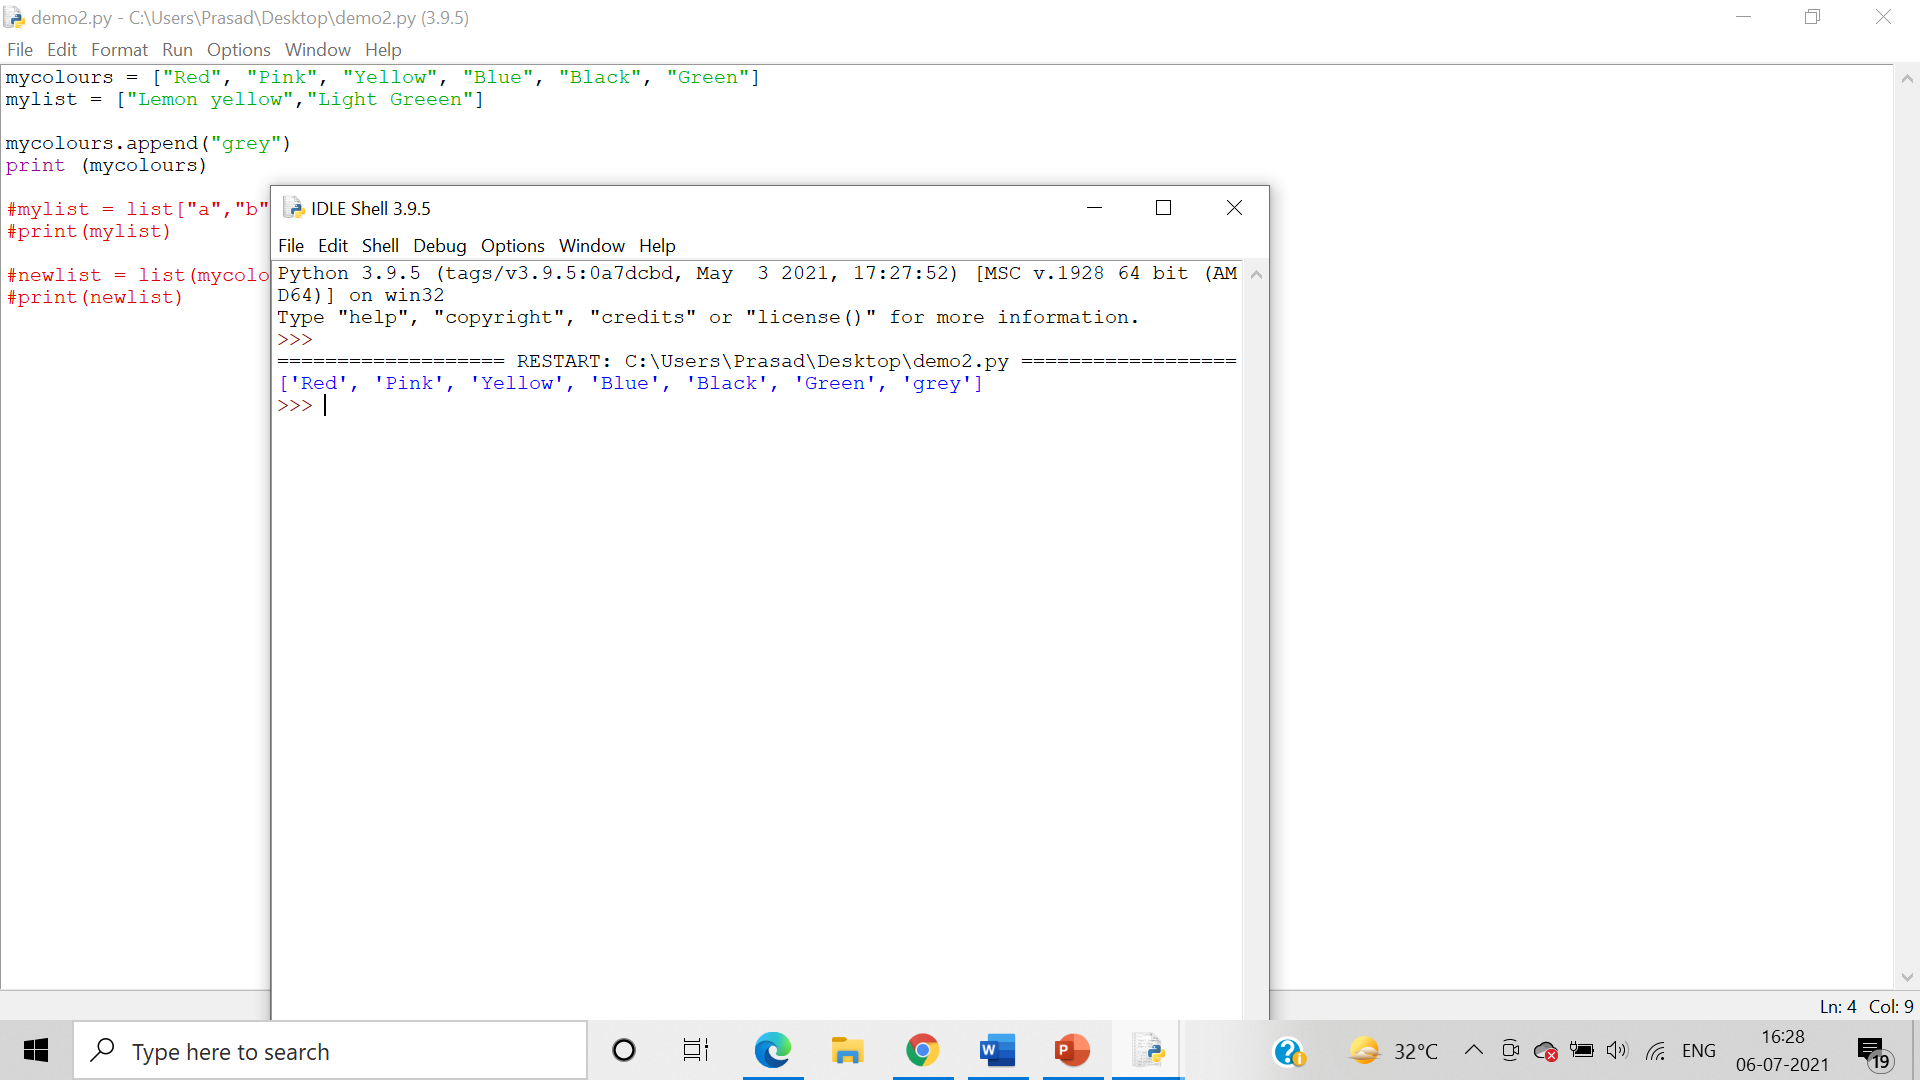 demo2.py - C:\Users\Prasad\Desktop\demo2.py (3.9.5)
File Edit Format Run Options Window Help
mycolours = ["Red", "Pink", "Yellow", "Blue", "Black", "Green"]
mylist = ["Lemon yellow","Light Greeen"]
mycolours.append("grey")
print (mycolours)
#mylist = list["a","b"
#print(mylist)
#newlist = list(mycolo
#print(newlist)
IDLE Shell 3.9.5
File Edit Shell Debug Options Window Help
Python 3.9.5 (tags/v3.9.5:0a7dcbd, May  3 2021, 17:27:52) [MSC v.1928 64 bit (AM
D64)] on win32
Type "help", "copyright", "credits" or "license()" for more information.
>>>
=================== RESTART: C:\Users\Prasad\Desktop\demo2.py ==================
['Red', 'Pink', 'Yellow', 'Blue', 'Black', 'Green', 'grey']
>>>
Ln: 4 Col: 9
Type here to search
32°C
ENG
16:28
06-07-2021
19